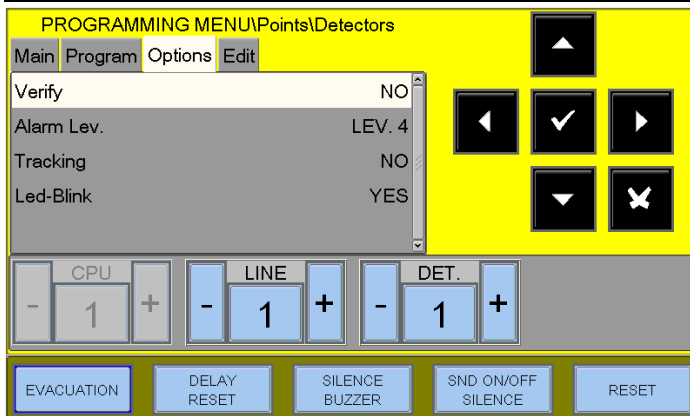 PROGRAMMING MENU\Points\Detectors
Main Program Options Edit
Verify NO
Alarm Lev. LEV. 4
Tracking NO
Led-Blink YES
CPU LINE DET.
- 1 + - 1 + - 1 +
EVACUATION DELAY RESET SILENCE BUZZER SND ON/OFF SILENCE RESET